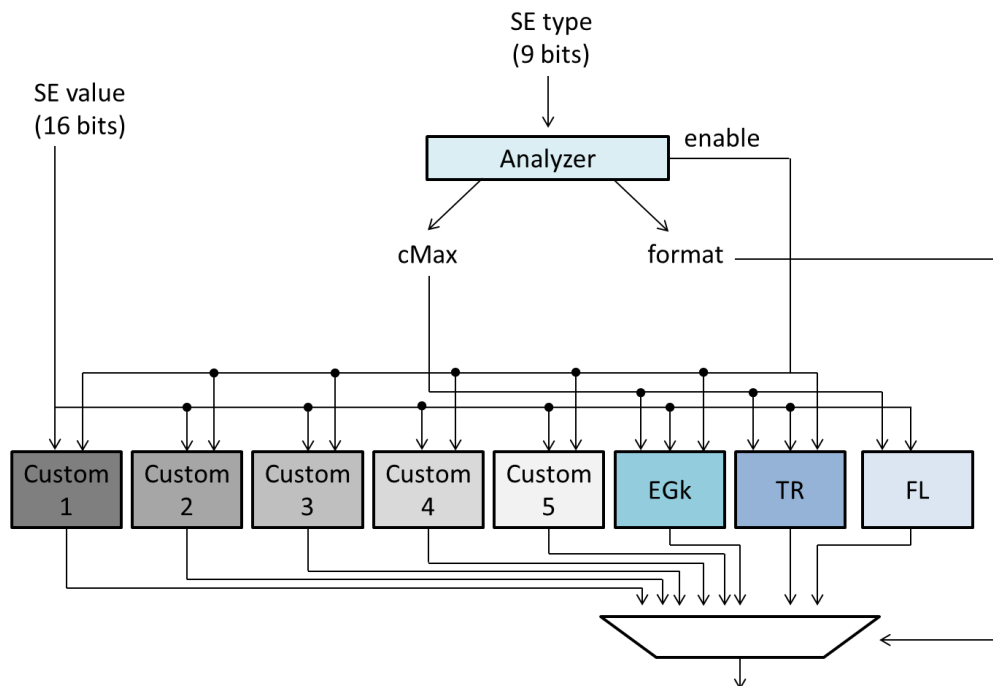 SE type
(9 bits)
SE value
(16 bits)
enable
Analyzer
cMax
format
Custom
1
Custom
2
Custom
3
Custom
4
Custom
5
EGk
TR
FL